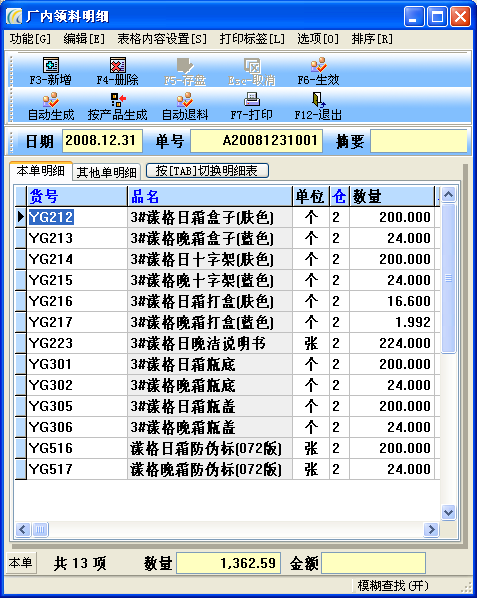 厂内领料明细
功能[G] 编辑[E] 表格内容设置[S] 打印标签[L] 选项[O] 排序[R]
F3-新增 F4-删除 F5-存盘 Esc-取消 F6-生效
自动生成 按产品生成 自动退料 F7-打印 F12-退出
日期 2008.12.31 单号 A20081231001 摘要
本单明细 其他单明细 按[TAB]切换明细表
货号 品名 单位 仓 数量
YG212 3#漾格日霜盒子(肤色) 个 2 200.000
YG213 3#漾格晚霜盒子(蓝色) 个 2 24.000
YG214 3#漾格日十字架(肤色) 个 2 200.000
YG215 3#漾格晚十字架(蓝色) 个 2 24.000
YG216 3#漾格日霜打盒(肤色) 个 2 16.600
YG217 3#漾格晚霜打盒(蓝色) 个 2 1.992
YG223 3#漾格日晚洁说明书 张 2 224.000
YG301 3#漾格日霜瓶底 个 2 200.000
YG302 3#漾格晚霜瓶底 个 2 24.000
YG305 3#漾格日霜瓶盖 个 2 200.000
YG306 3#漾格晚霜瓶盖 个 2 24.000
YG516 漾格日霜防伪标(072版) 张 2 200.000
YG517 漾格晚霜防伪标(072版) 张 2 24.000
本单 共 13 项 数量 1,362.59 金额
模糊查找(开)